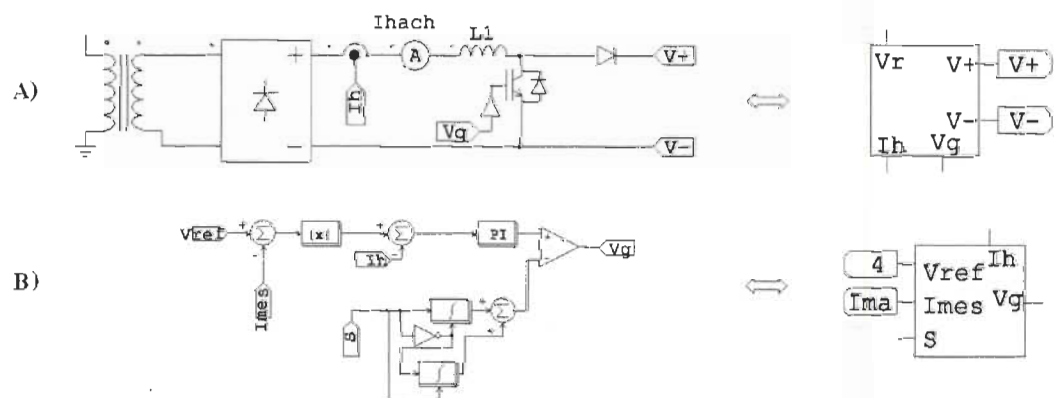 Ihach
L1
A)
+
A
Ih
Vg
V+
−
V-
Vr
V+
V+
V-
V-
Ih
Vg
B)
Vref
+
Σ
-
|x|
+
Σ
-
Ih
PI
+
-
Vg
Imes
S
∫
+
Σ
+
∫
4
Ima
Vref
Ih
Imes
Vg
S